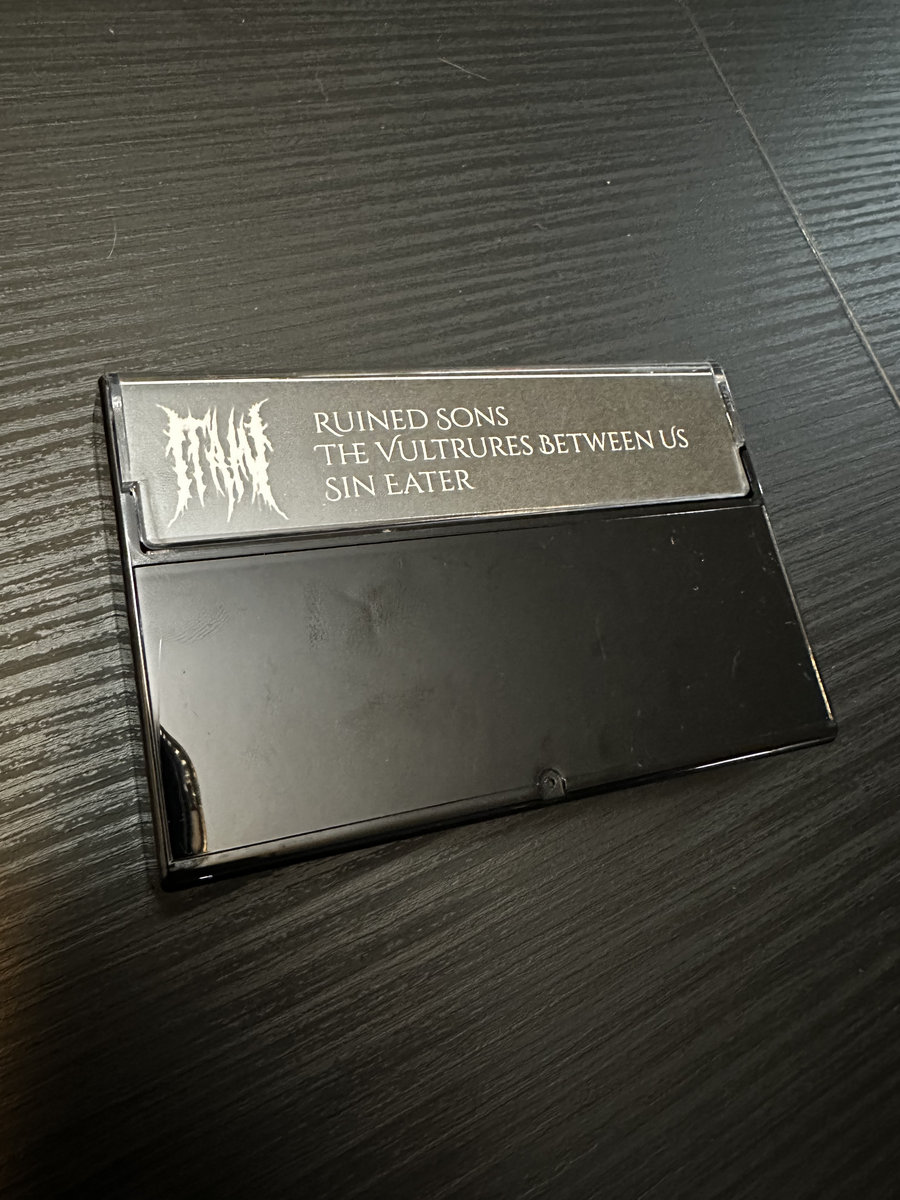 Ruined Sons
The Vultrures Between Us
Sin Eater